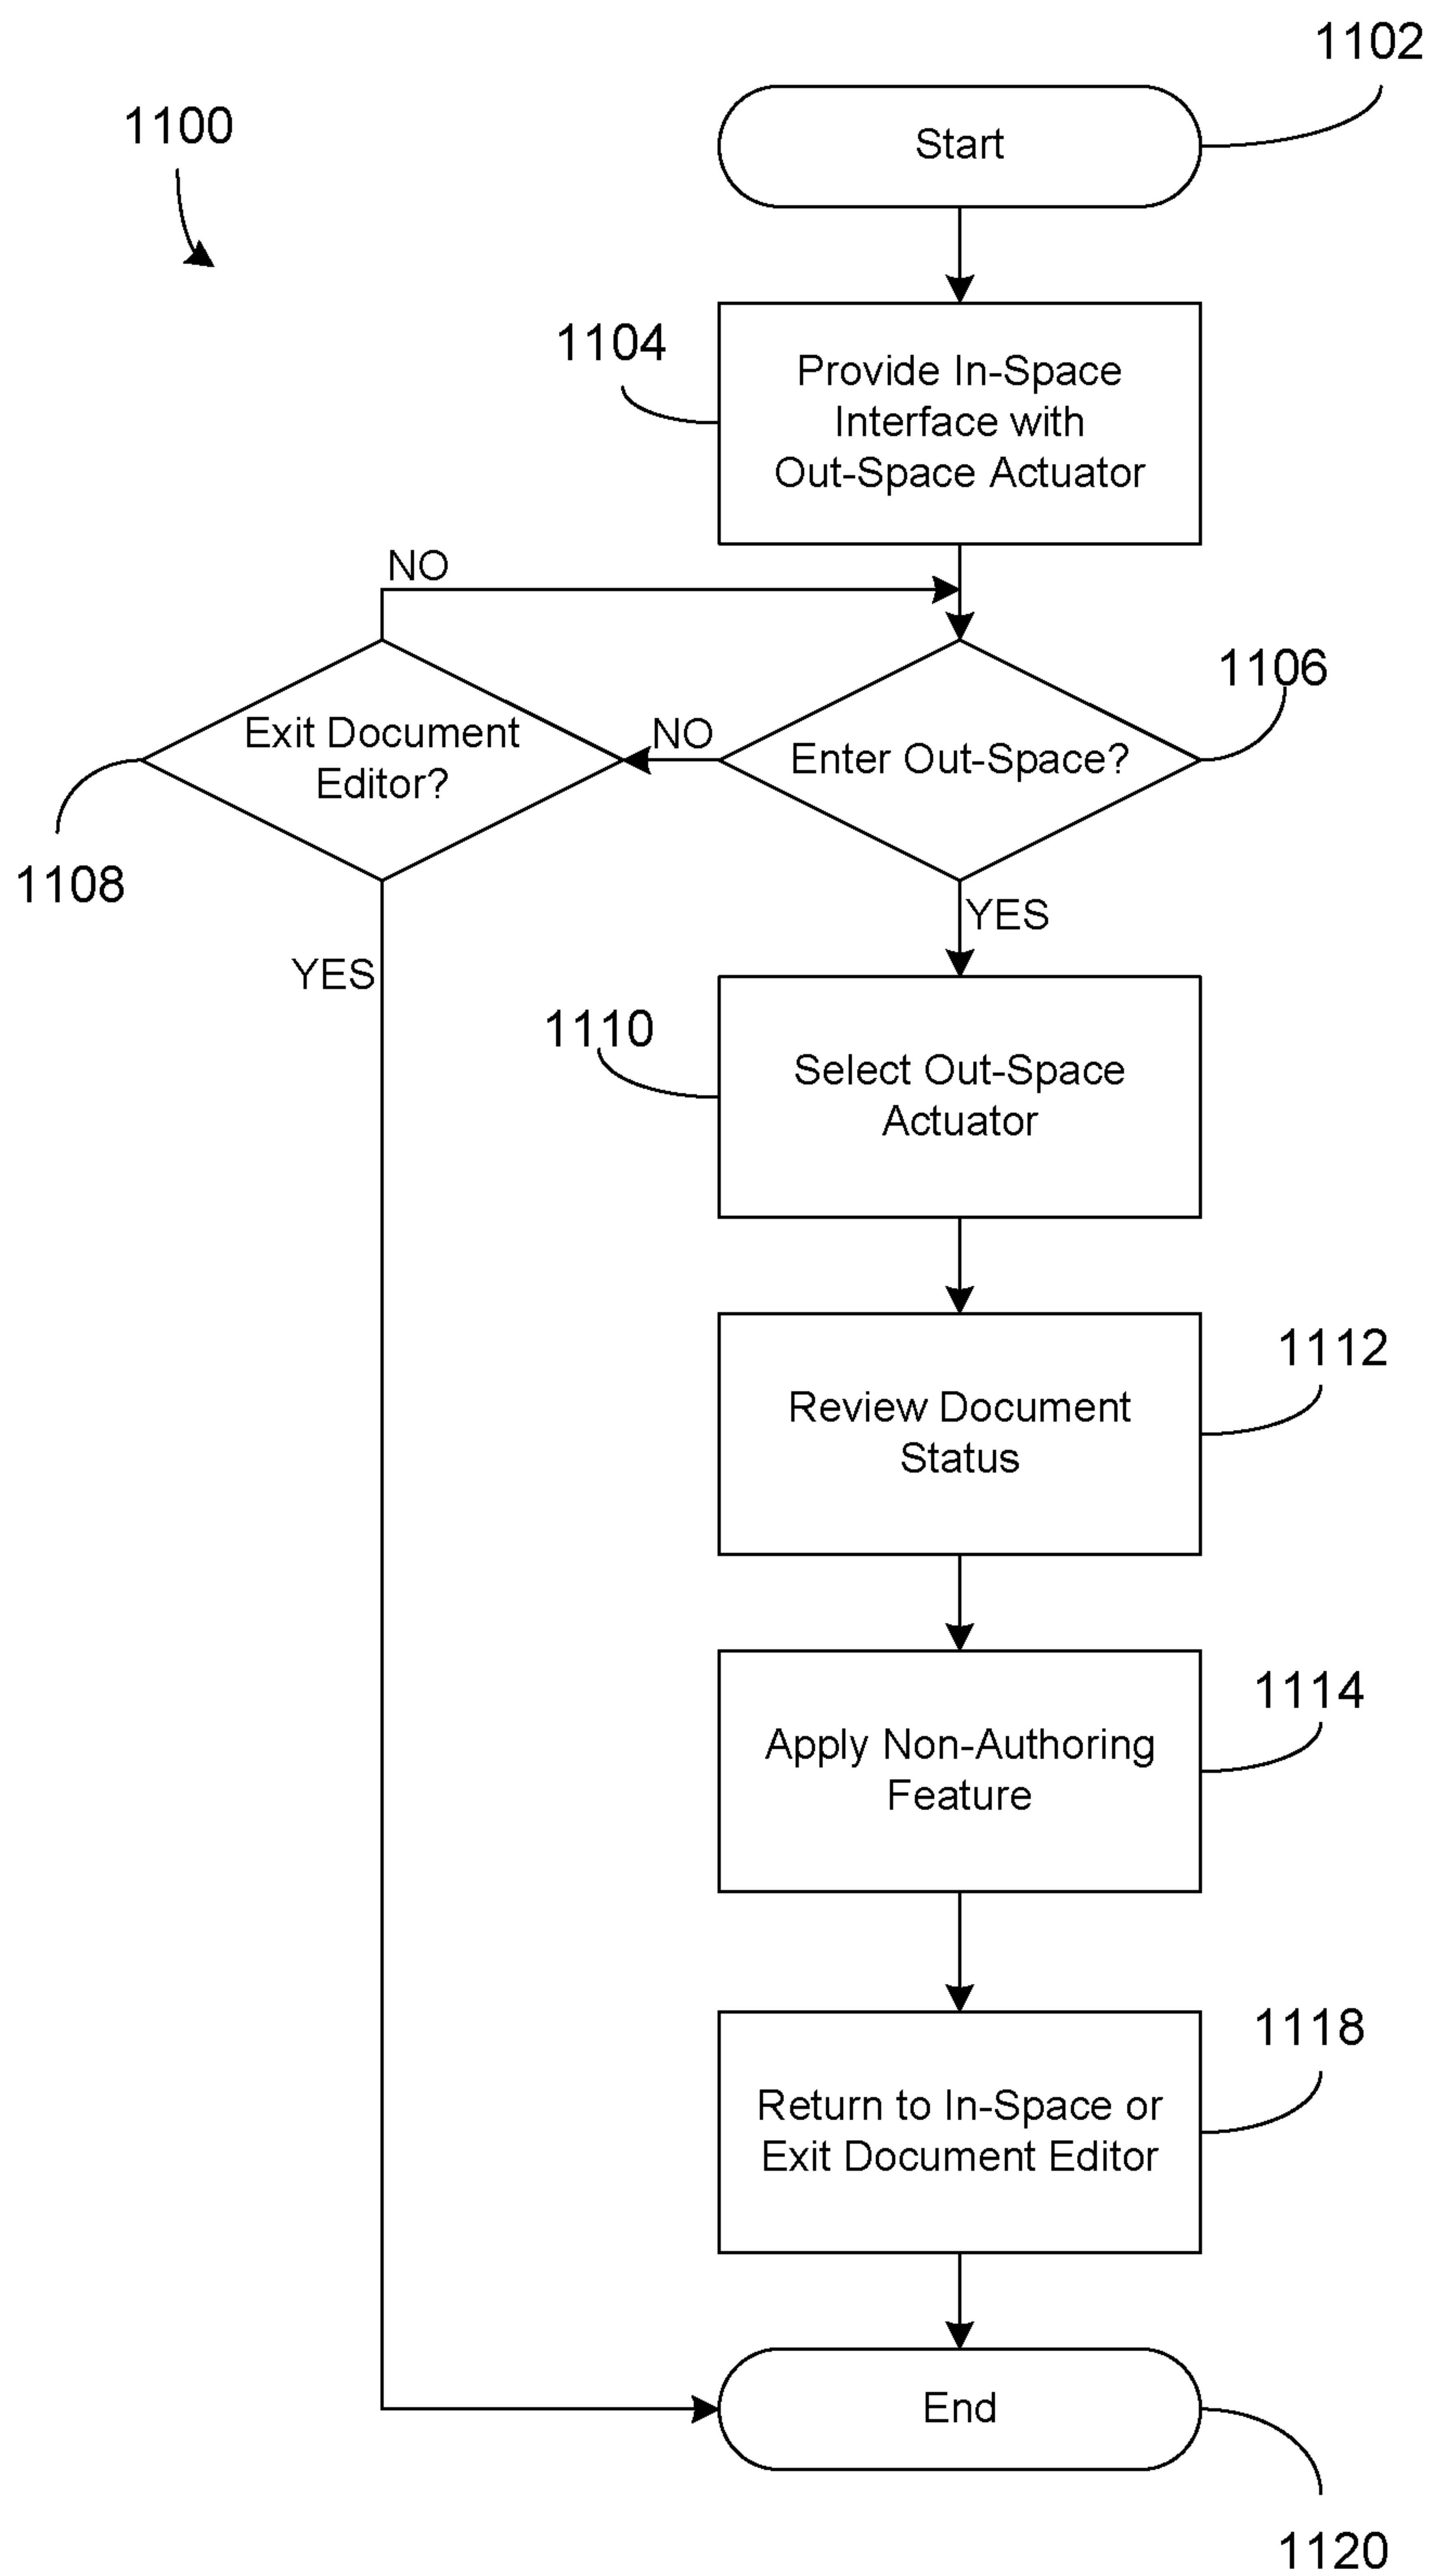 1102
1100
Start
1104
Provide In-Space
Interface with
Out-Space Actuator
NO
1106
Exit Document
Editor?
NO
Enter Out-Space?
1108
YES
YES
1110
Select Out-Space
Actuator
1112
Review Document
Status
1114
Apply Non-Authoring
Feature
1118
Return to In-Space or
Exit Document Editor
End
1120